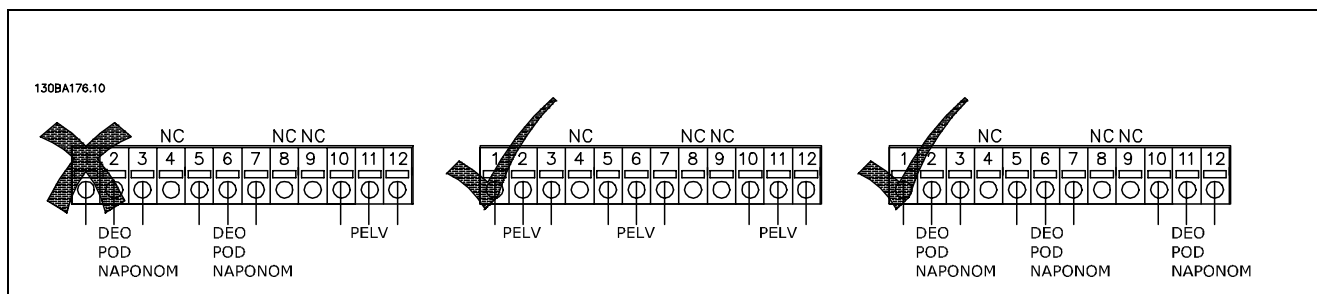 130BA176.10
NC NC NC
2 3 4 5 6 7 8 9 10 11 12
DEO POD NAPONOM
DEO POD NAPONOM
PELV
NC NC NC
1 2 3 4 5 6 7 8 9 10 11 12
PELV PELV PELV
NC NC NC
1 2 3 4 5 6 7 8 9 10 11 12
DEO POD NAPONOM
DEO POD NAPONOM
DEO POD NAPONOM